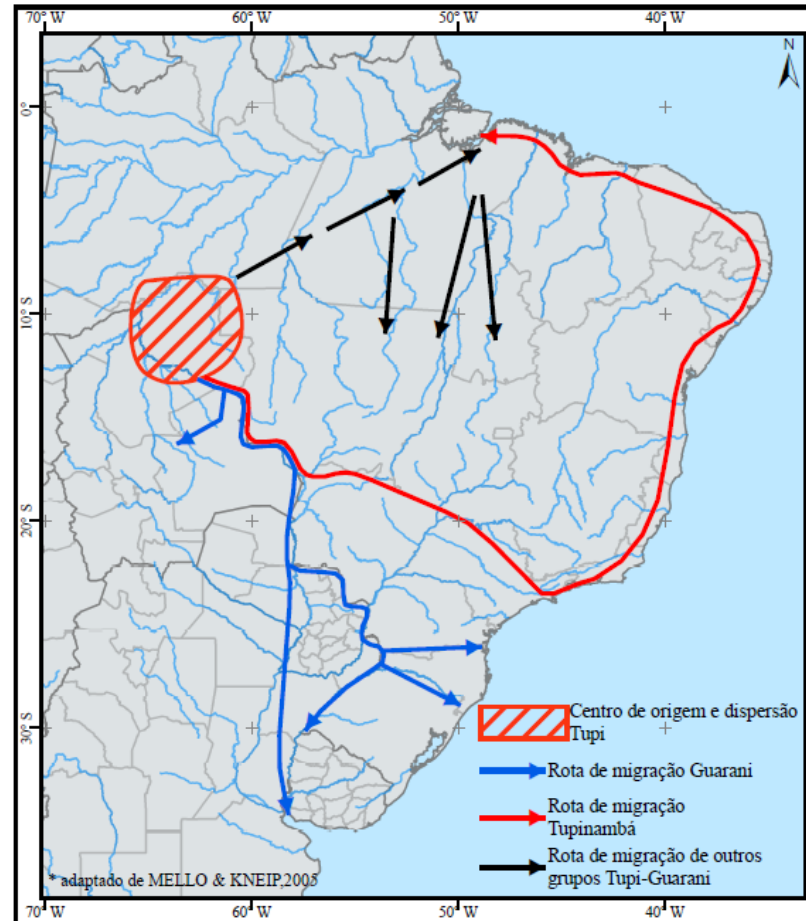 70° W 60° W 50° W 40° W
N
0°
10° S
20° S
30° S
Centro de origem e dispersão
Tupi
Rota de migração Guarani
Rota de migração
Tupinambá
Rota de migração de outros
grupos Tupi-Guarani
* adaptado de MELLO & KNEIP,2005
70° W 60° W 50° W 40° W